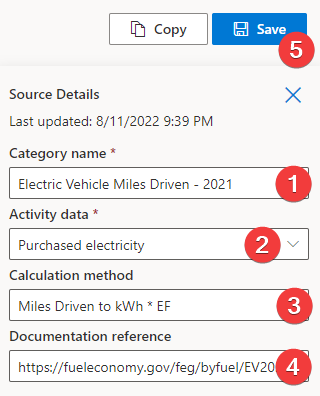 Copy
Save
5
Source Details
Last updated: 8/11/2022 9:39 PM
Category name *
Electric Vehicle Miles Driven - 2021
1
Activity data *
Purchased electricity
2
Calculation method
Miles Driven to kWh * EF
3
Documentation reference
https://fueleconomy.gov/feg/byfuel/EV20
4